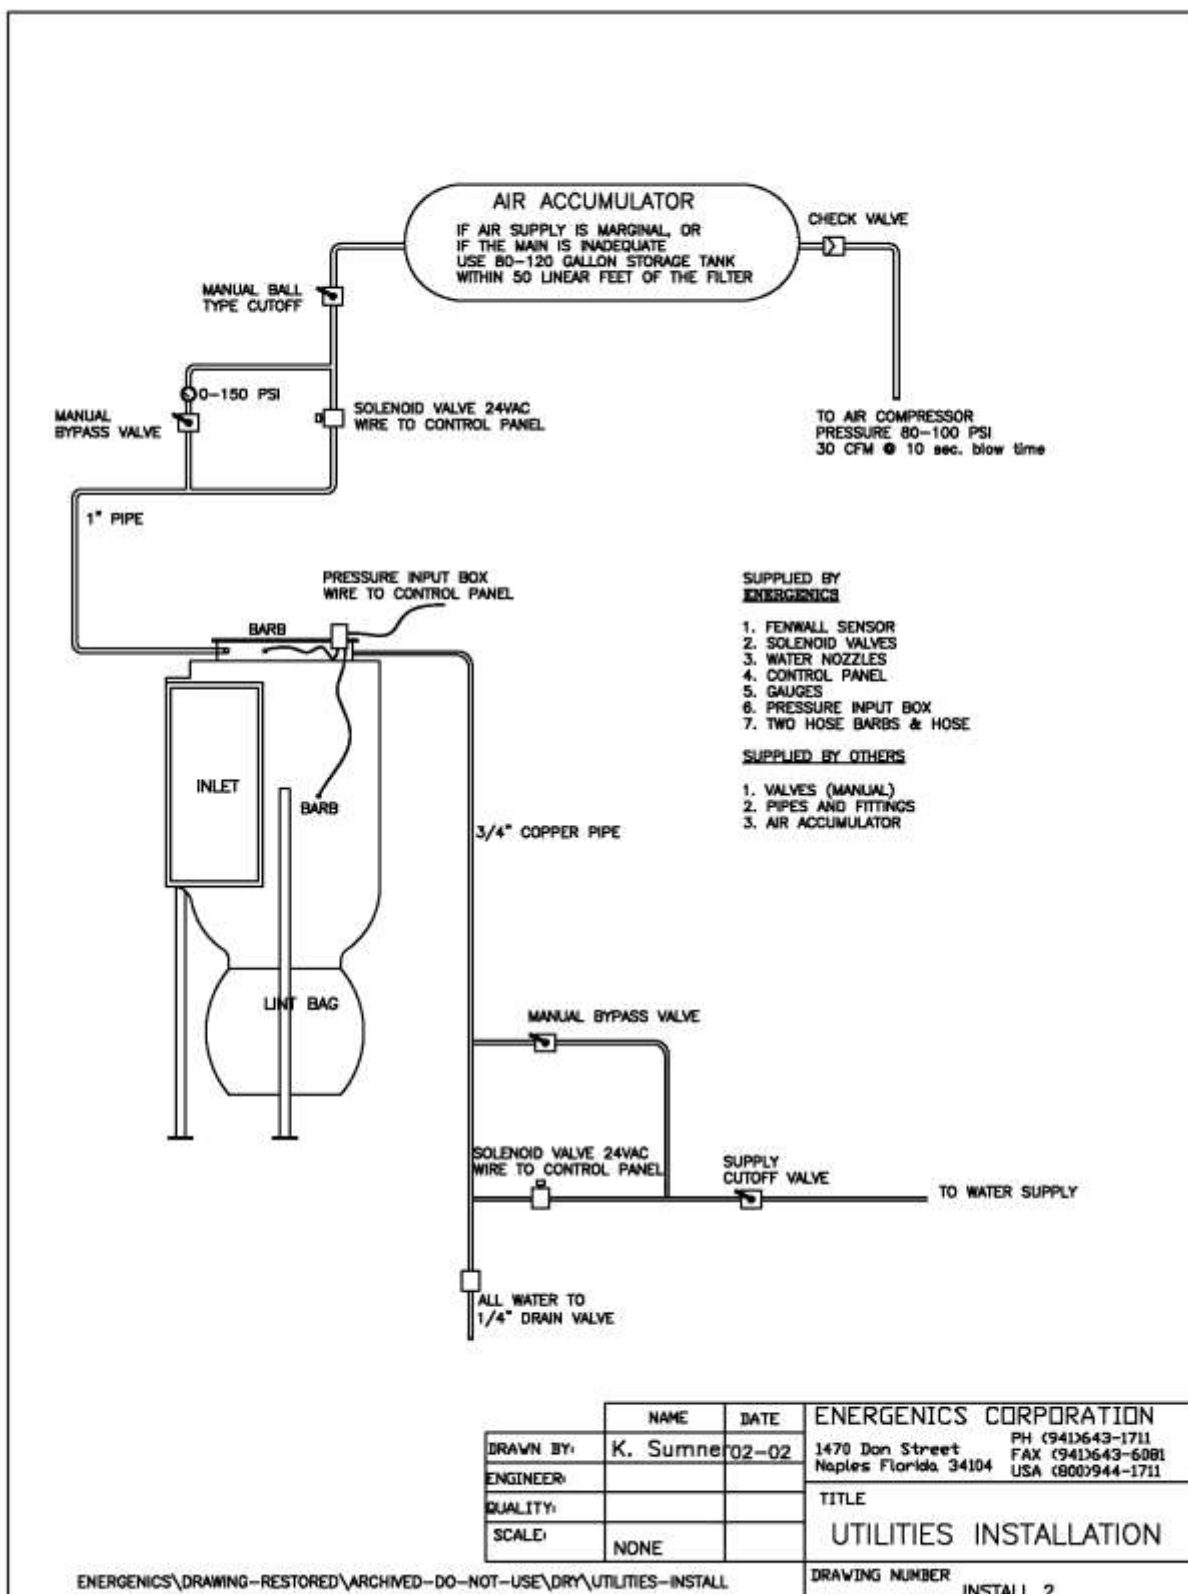 AIR ACCUMULATOR
IF AIR SUPPLY IS MARGINAL, OR
IF THE MAIN IS INADEQUATE
USE 80-120 GALLON STORAGE TANK
WITHIN 50 LINEAR FEET OF THE FILTER
CHECK VALVE
MANUAL BALL
TYPE CUTOFF
0-150 PSI
MANUAL
BYPASS VALVE
SOLENOID VALVE 24VAC
WIRE TO CONTROL PANEL
TO AIR COMPRESSOR
PRESSURE 80-100 PSI
30 CFM @ 10 sec. blow time
1" PIPE
PRESSURE INPUT BOX
WIRE TO CONTROL PANEL
BARB
INLET
BARB
3/4" COPPER PIPE
LINT BAG
SUPPLIED BY
ENERGENICS
1. FENWALL SENSOR
2. SOLENOID VALVES
3. WATER NOZZLES
4. CONTROL PANEL
5. GAUGES
6. PRESSURE INPUT BOX
7. TWO HOSE BARBS & HOSE
SUPPLIED BY OTHERS
1. VALVES (MANUAL)
2. PIPES AND FITTINGS
3. AIR ACCUMULATOR
MANUAL BYPASS VALVE
SOLENOID VALVE 24VAC
WIRE TO CONTROL PANEL
SUPPLY
CUTOFF VALVE
TO WATER SUPPLY
ALL WATER TO
1/4" DRAIN VALVE
NAME DATE
DRAWN BY: K. Sumner 02-02
ENGINEER:
QUALITY:
SCALE: NONE
ENERGENICS CORPORATION
1470 Don Street
Naples Florida 34104
PH (941)643-1711
FAX (941)643-6081
USA (800)944-1711
TITLE
UTILITIES INSTALLATION
DRAWING NUMBER
INSTALL 2
ENERGENICS\DRAWING-RESTORED\ARCHIVED-DO-NOT-USE\DRY\UTILITIES-INSTALL